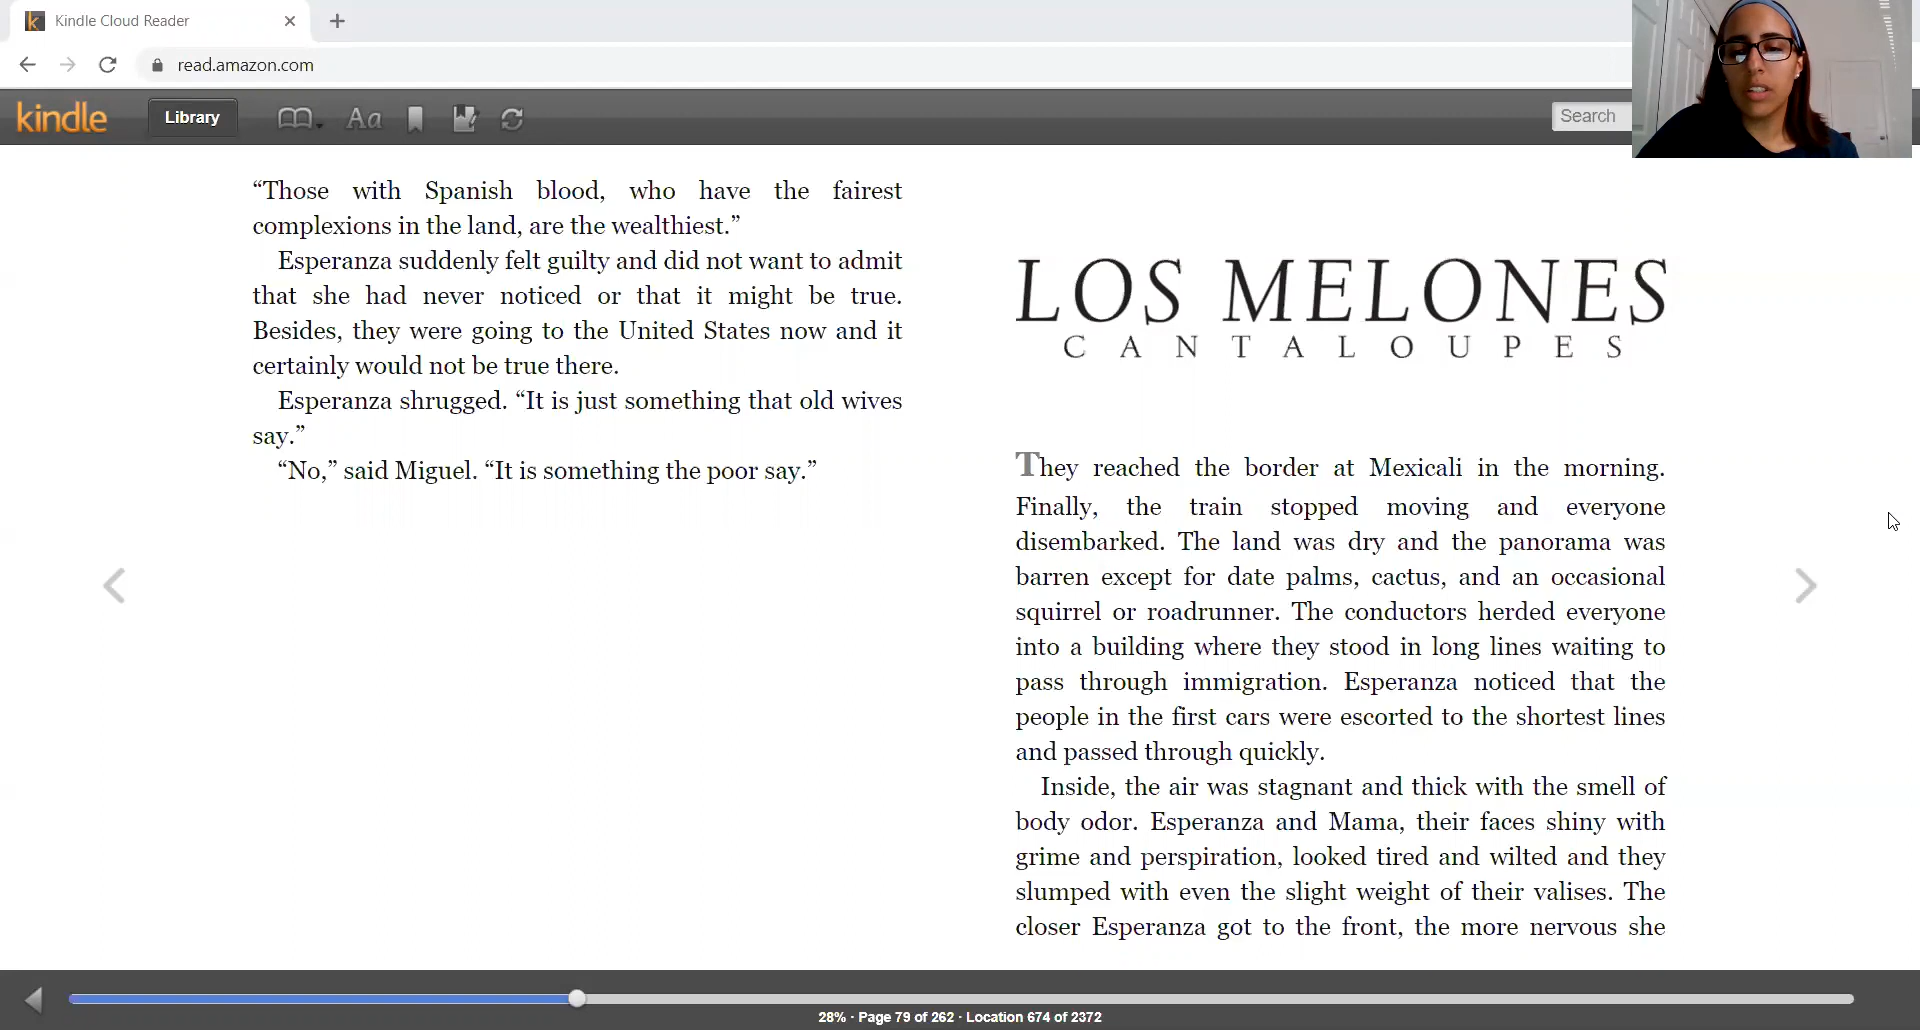 Kindle Cloud Reader
read.amazon.com
kindle
Library
Aa
Search
“Those with Spanish blood, who have the fairest
complexions in the land, are the wealthiest.”
Esperanza suddenly felt guilty and did not want to admit
that she had never noticed or that it might be true.
Besides, they were going to the United States now and it
certainly would not be true there.
Esperanza shrugged. “It is just something that old wives
say.”
“No,” said Miguel. “It is something the poor say.”
LOS MELONES
CANTALOUPES
They reached the border at Mexicali in the morning.
Finally, the train stopped moving and everyone
disembarked. The land was dry and the panorama was
barren except for date palms, cactus, and an occasional
squirrel or roadrunner. The conductors herded everyone
into a building where they stood in long lines waiting to
pass through immigration. Esperanza noticed that the
people in the first cars were escorted to the shortest lines
and passed through quickly.
Inside, the air was stagnant and thick with the smell of
body odor. Esperanza and Mama, their faces shiny with
grime and perspiration, looked tired and wilted and they
slumped with even the slight weight of their valises. The
closer Esperanza got to the front, the more nervous she
28% · Page 79 of 262 · Location 674 of 2372